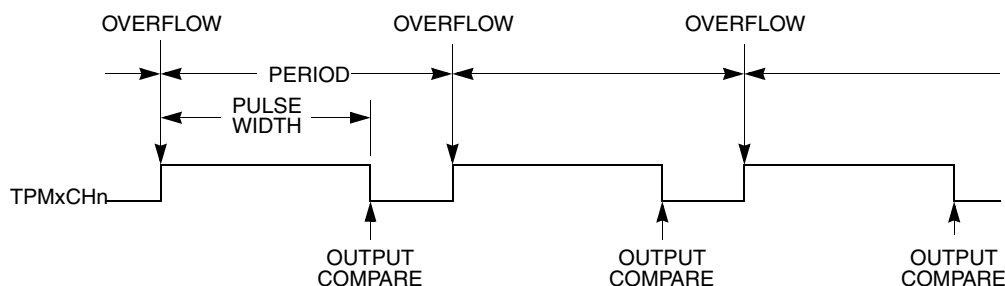 OVERFLOW OVERFLOW OVERFLOW
PERIOD
PULSE
WIDTH
TPMxCHn
OUTPUT
COMPARE
OUTPUT
COMPARE
OUTPUT
COMPARE